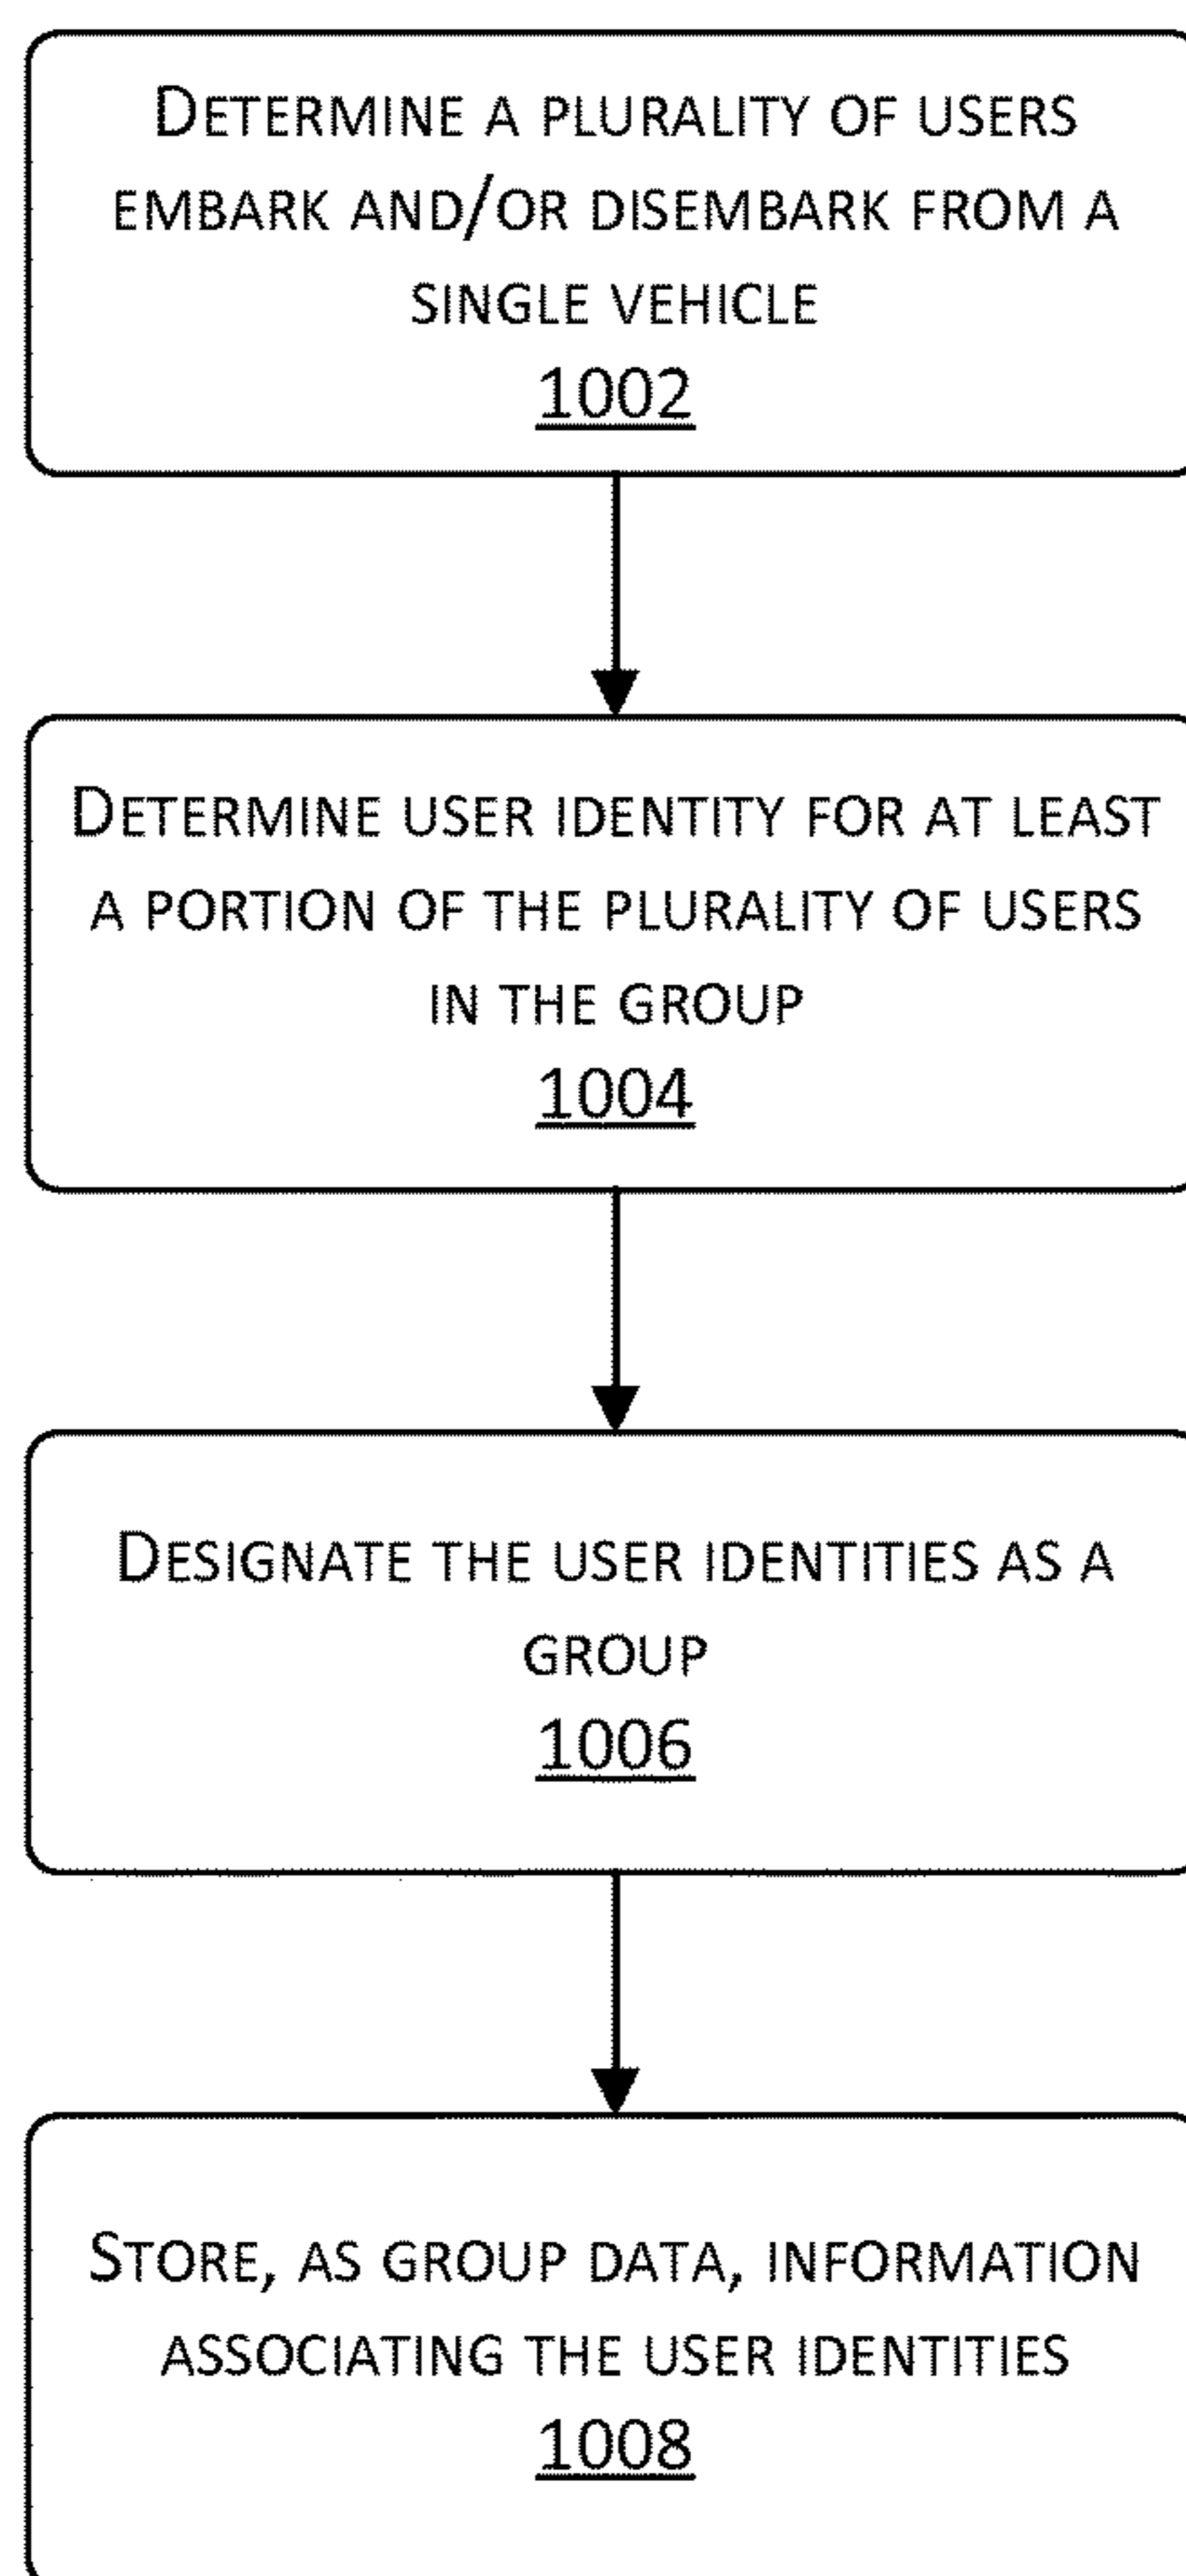 DETERMINE A PLURALITY OF USERS
EMBARK AND/OR DISEMBARK FROM A
SINGLE VEHICLE
1002
DETERMINE USER IDENTITY FOR AT LEAST
A PORTION OF THE PLURALITY OF USERS
IN THE GROUP
1004
DESIGNATE THE USER IDENTITIES AS A
GROUP
1006
STORE, AS GROUP DATA, INFORMATION
ASSOCIATING THE USER IDENTITIES
1008